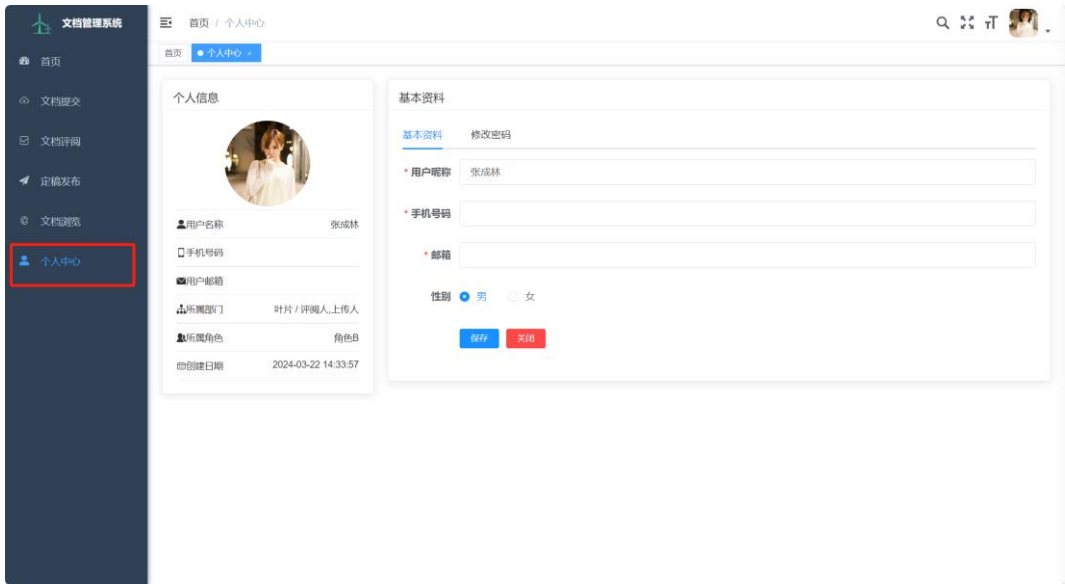 文档管理系统
首页 / 个人中心
首页
个人中心 ×
首页
文档提交
文档评阅
定稿发布
文档浏览
个人中心
个人信息
用户名称 张成林
手机号码
用户邮箱
所属部门 叶片 / 评阅人,上传人
所属角色 角色B
创建日期 2024-03-22 14:33:57
基本资料
基本资料 修改密码
* 用户昵称 张成林
* 手机号码
* 邮箱
性别 男 女
保存 关闭